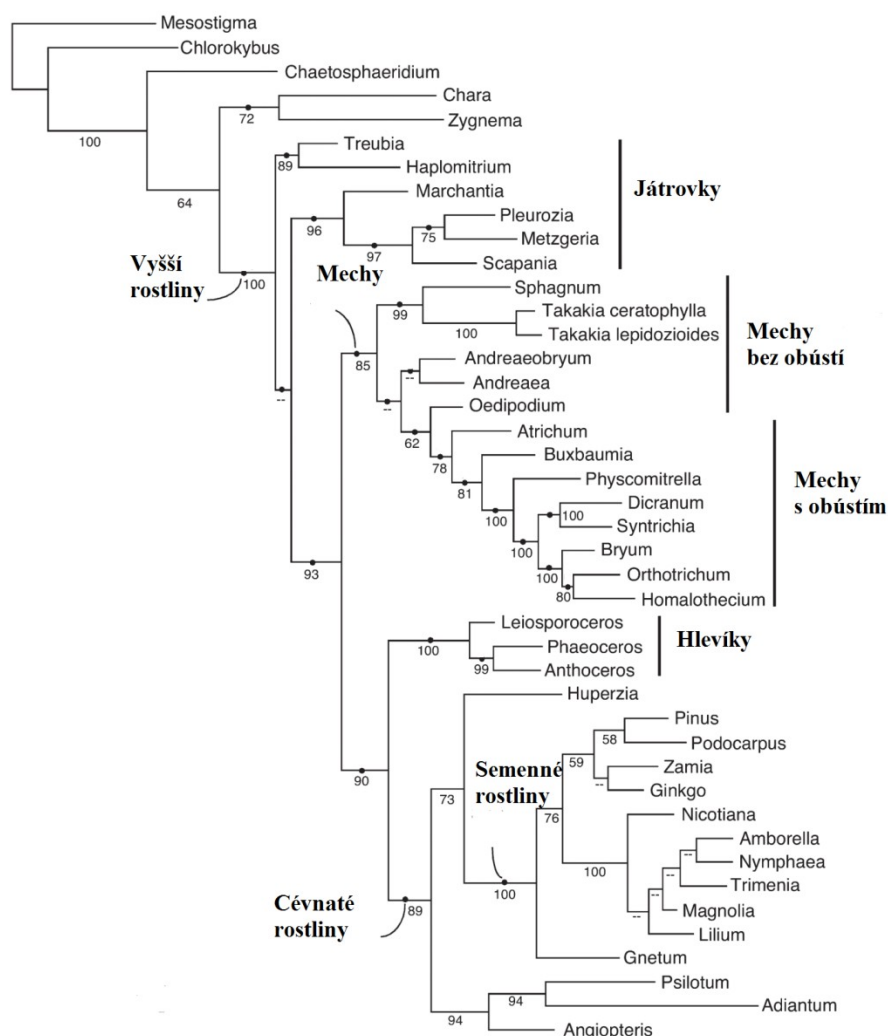 Mesostigma
Chlorokybus
Chaetosphaeridium
100
Chara
72
Zygnema
64
Treubia
89
Haplomitrium
Játrovky
Marchantia
96
Pleurozia
75
Metzgeria
97
Scapania
Vyšší
rostliny
100
Mechy
Sphagnum
99
Takakia ceratophylla
100
Takakia lepidozioides
Mechy
bez obústí
85
Andreaeobryum
--
--
Andreaea
--
Oedipodium
62
Atrichum
78
Buxbaumia
81
Physcomitrella
Mechy
s obústím
100
Dicranum
100
Syntrichia
100
Bryum
100
Orthotrichum
80
Homalothecium
93
Leiosporoceros
100
Phaeoceros
Hlevíky
99
Anthoceros
Huperzia
90
Pinus
58
Podocarpus
59
Zamia
--
Ginkgo
Semenné
rostliny
73
76
Nicotiana
Amborella
--
Nymphaea
100
--
Trimenia
--
Magnolia
--
Lilium
100
Cévnaté
rostliny
89
Gnetum
Psilotum
94
Adiantum
94
Angiopteris